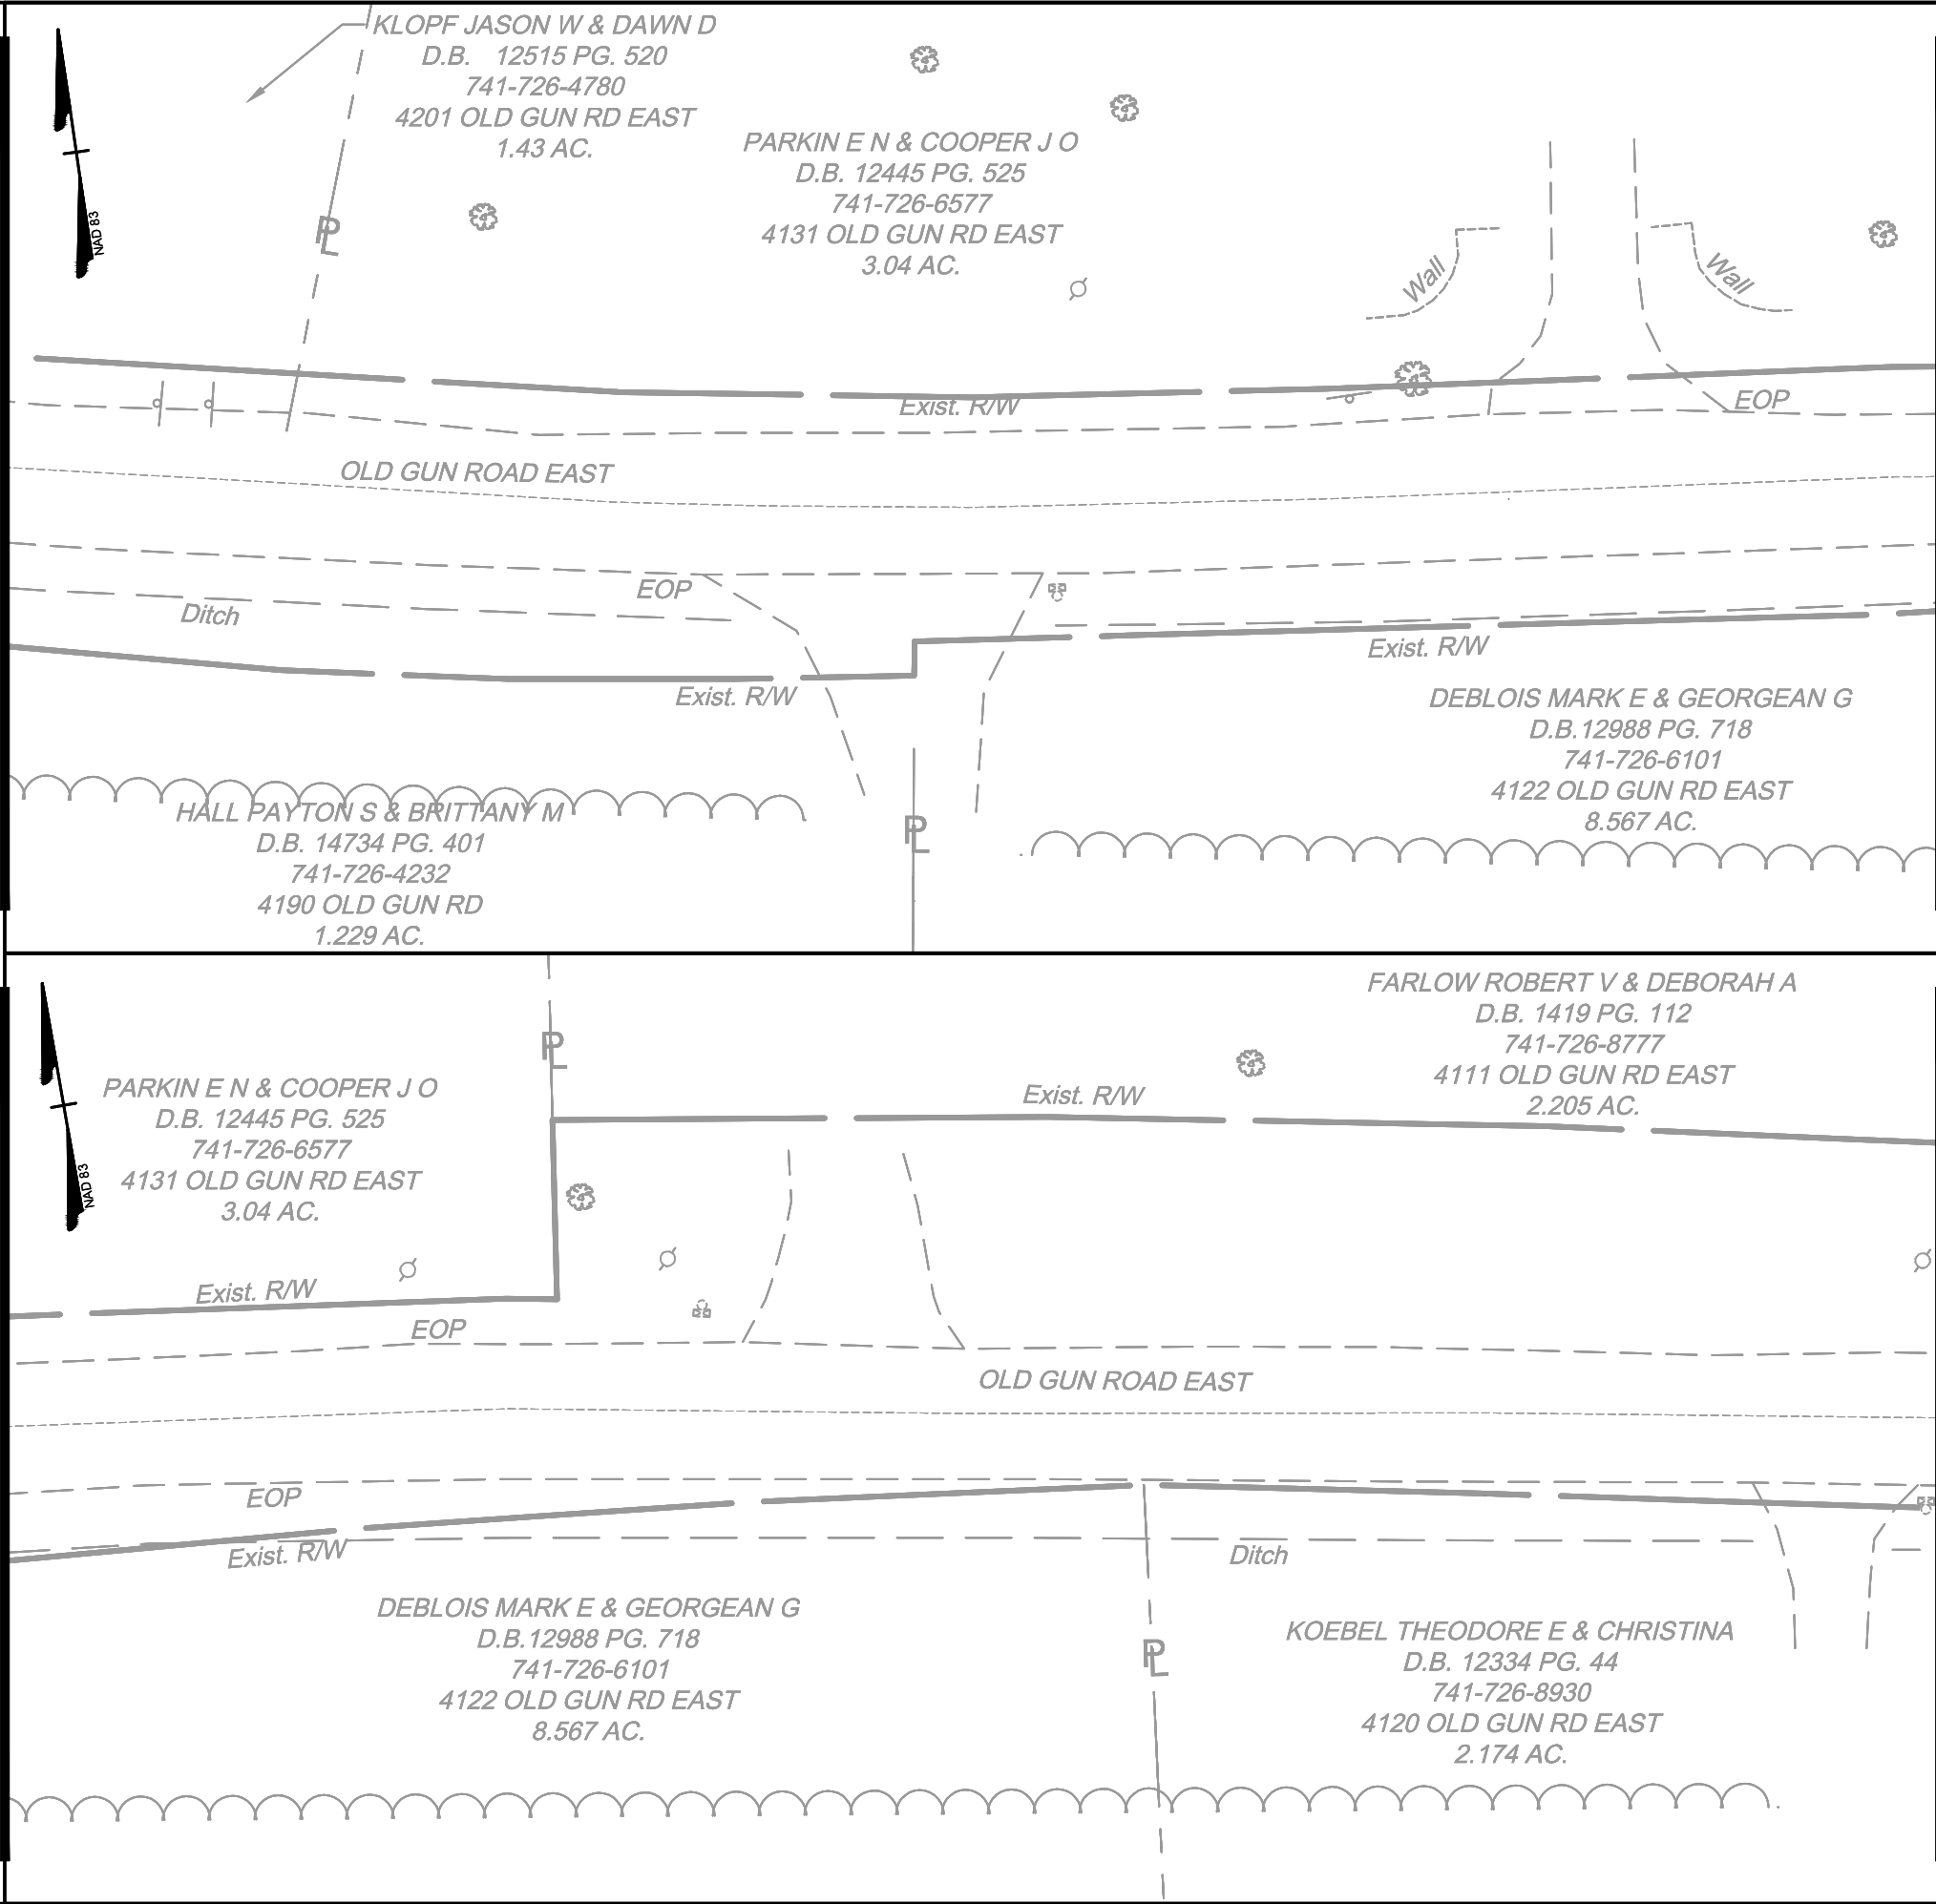 KLOPF JASON W & DAWN D
D.B. 12515 PG. 520
741-726-4780
4201 OLD GUN RD EAST
1.43 AC.
PARKIN E N & COOPER J O
D.B. 12445 PG. 525
741-726-6577
4131 OLD GUN RD EAST
3.04 AC.
NAD 83
PL
Wall
Wall
Exist. R/W
EOP
OLD GUN ROAD EAST
EOP
Ditch
Exist. R/W
Exist. R/W
DEBLOIS MARK E & GEORGEAN G
D.B.12988 PG. 718
741-726-6101
4122 OLD GUN RD EAST
8.567 AC.
HALL PAYTON S & BRITTANY M
D.B. 14734 PG. 401
741-726-4232
4190 OLD GUN RD
1.229 AC.
PL
FARLOW ROBERT V & DEBORAH A
D.B. 1419 PG. 112
741-726-8777
4111 OLD GUN RD EAST
2.205 AC.
PL
Exist. R/W
PARKIN E N & COOPER J O
D.B. 12445 PG. 525
741-726-6577
4131 OLD GUN RD EAST
3.04 AC.
NAD 83
Exist. R/W
EOP
OLD GUN ROAD EAST
EOP
Exist. R/W
Ditch
DEBLOIS MARK E & GEORGEAN G
D.B.12988 PG. 718
741-726-6101
4122 OLD GUN RD EAST
8.567 AC.
PL
KOEBEL THEODORE E & CHRISTINA
D.B. 12334 PG. 44
741-726-8930
4120 OLD GUN RD EAST
2.174 AC.